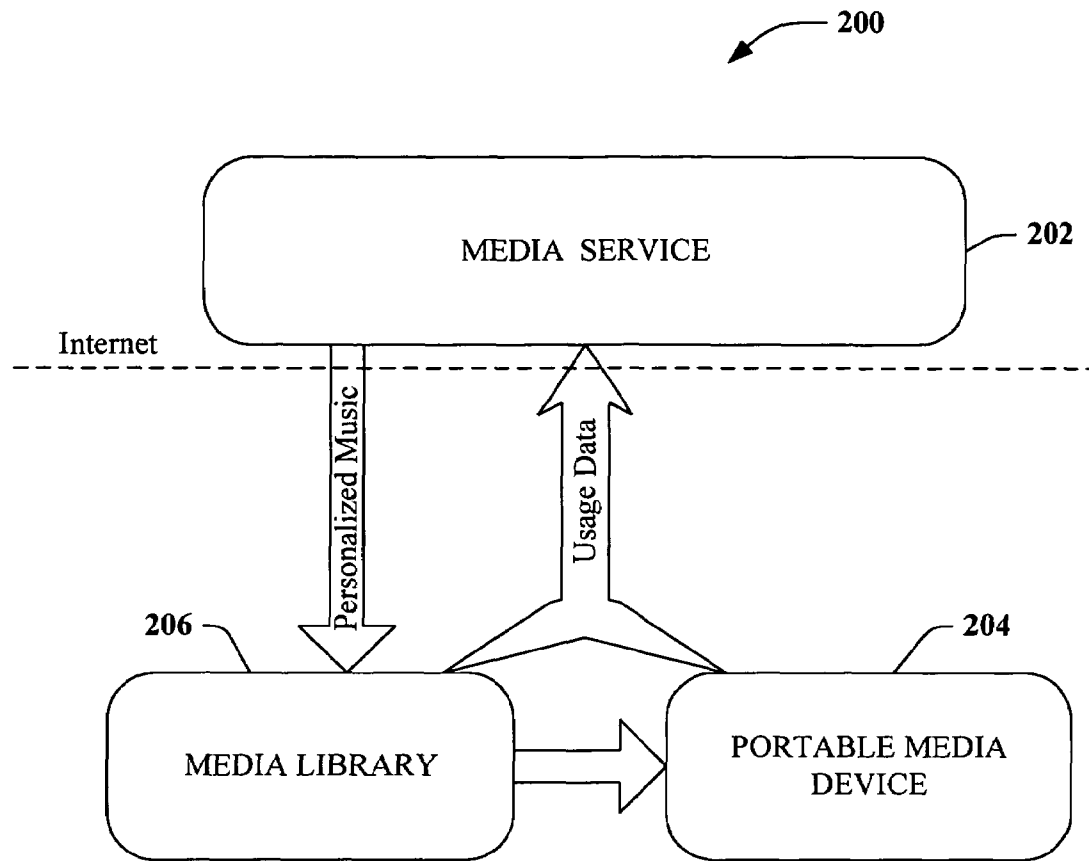 200
MEDIA SERVICE
202
Internet
Personalized Music
Usage Data
206
204
MEDIA LIBRARY
PORTABLE MEDIA
DEVICE